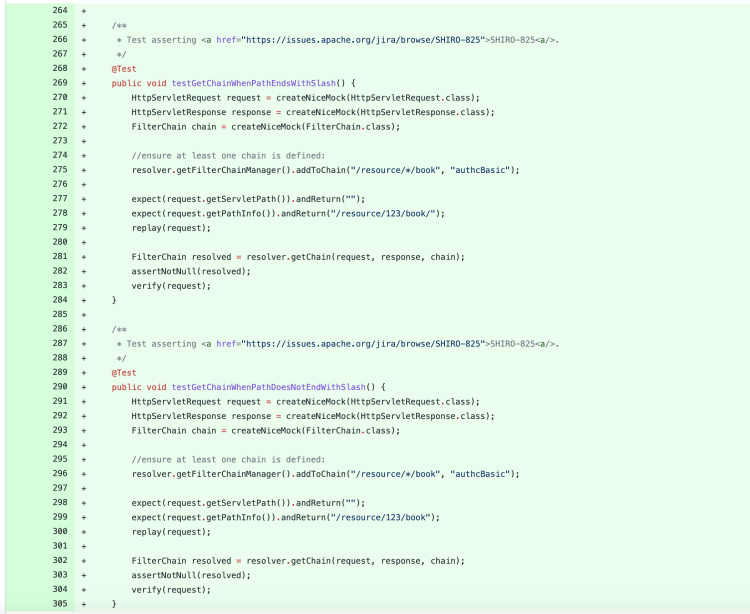 264 +
265 + /**
266 + * Test asserting <a href="https://issues.apache.org/jira/browse/SHIRO-825">SHIRO-825<a/>.
267 + */
268 + @Test
269 + public void testGetChainWhenPathEndsWithSlash() {
270 + HttpServletRequest request = createNiceMock(HttpServletRequest.class);
271 + HttpServletResponse response = createNiceMock(HttpServletResponse.class);
272 + FilterChain chain = createNiceMock(FilterChain.class);
273 +
274 + //ensure at least one chain is defined:
275 + resolver.getFilterChainManager().addToChain("/resource/*/book", "authcBasic");
276 +
277 + expect(request.getServletPath()).andReturn("");
278 + expect(request.getPathInfo()).andReturn("/resource/123/book/");
279 + replay(request);
280 +
281 + FilterChain resolved = resolver.getChain(request, response, chain);
282 + assertNotNull(resolved);
283 + verify(request);
284 + }
285 +
286 + /**
287 + * Test asserting <a href="https://issues.apache.org/jira/browse/SHIRO-825">SHIRO-825<a/>.
288 + */
289 + @Test
290 + public void testGetChainWhenPathDoesNotEndWithSlash() {
291 + HttpServletRequest request = createNiceMock(HttpServletRequest.class);
292 + HttpServletResponse response = createNiceMock(HttpServletResponse.class);
293 + FilterChain chain = createNiceMock(FilterChain.class);
294 +
295 + //ensure at least one chain is defined:
296 + resolver.getFilterChainManager().addToChain("/resource/*/book", "authcBasic");
297 +
298 + expect(request.getServletPath()).andReturn("");
299 + expect(request.getPathInfo()).andReturn("/resource/123/book");
300 + replay(request);
301 +
302 + FilterChain resolved = resolver.getChain(request, response, chain);
303 + assertNotNull(resolved);
304 + verify(request);
305 + }